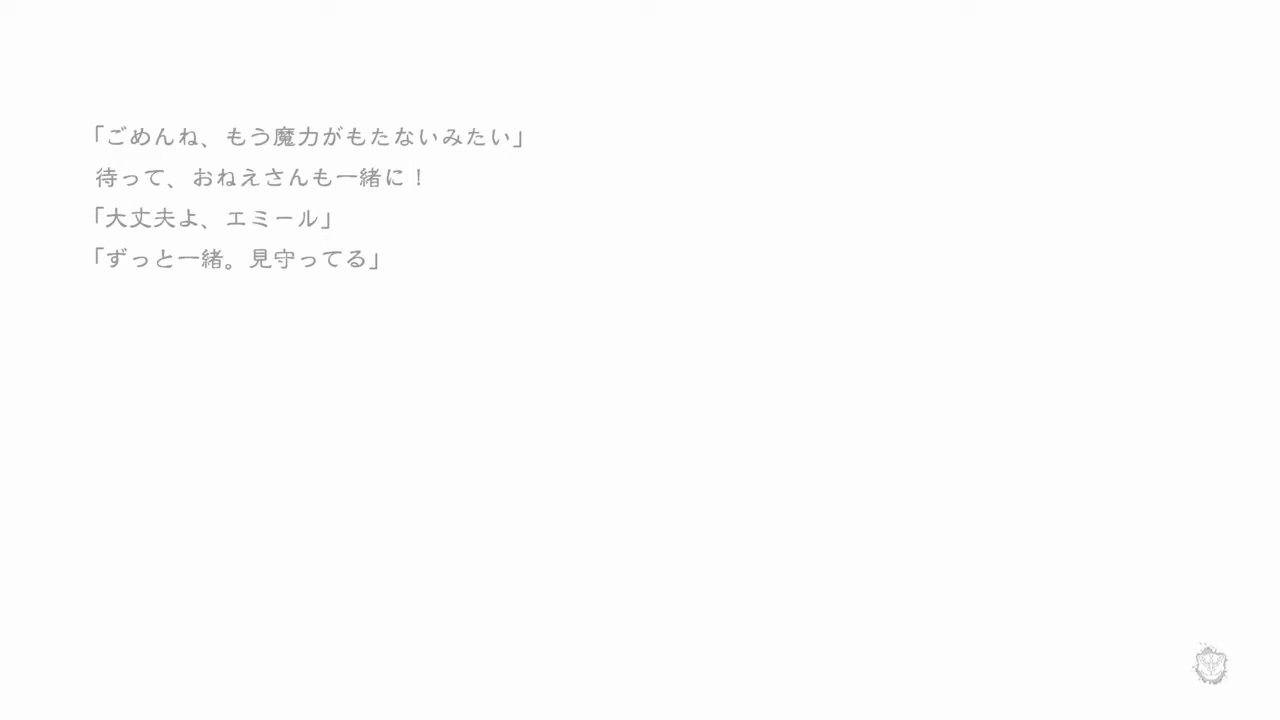 「ごめんね、もう魔力がもたないみたい」
待って、おねえさんも一緒に！
「大丈夫よ、エミール」
「ずっと一緒。見守ってる」